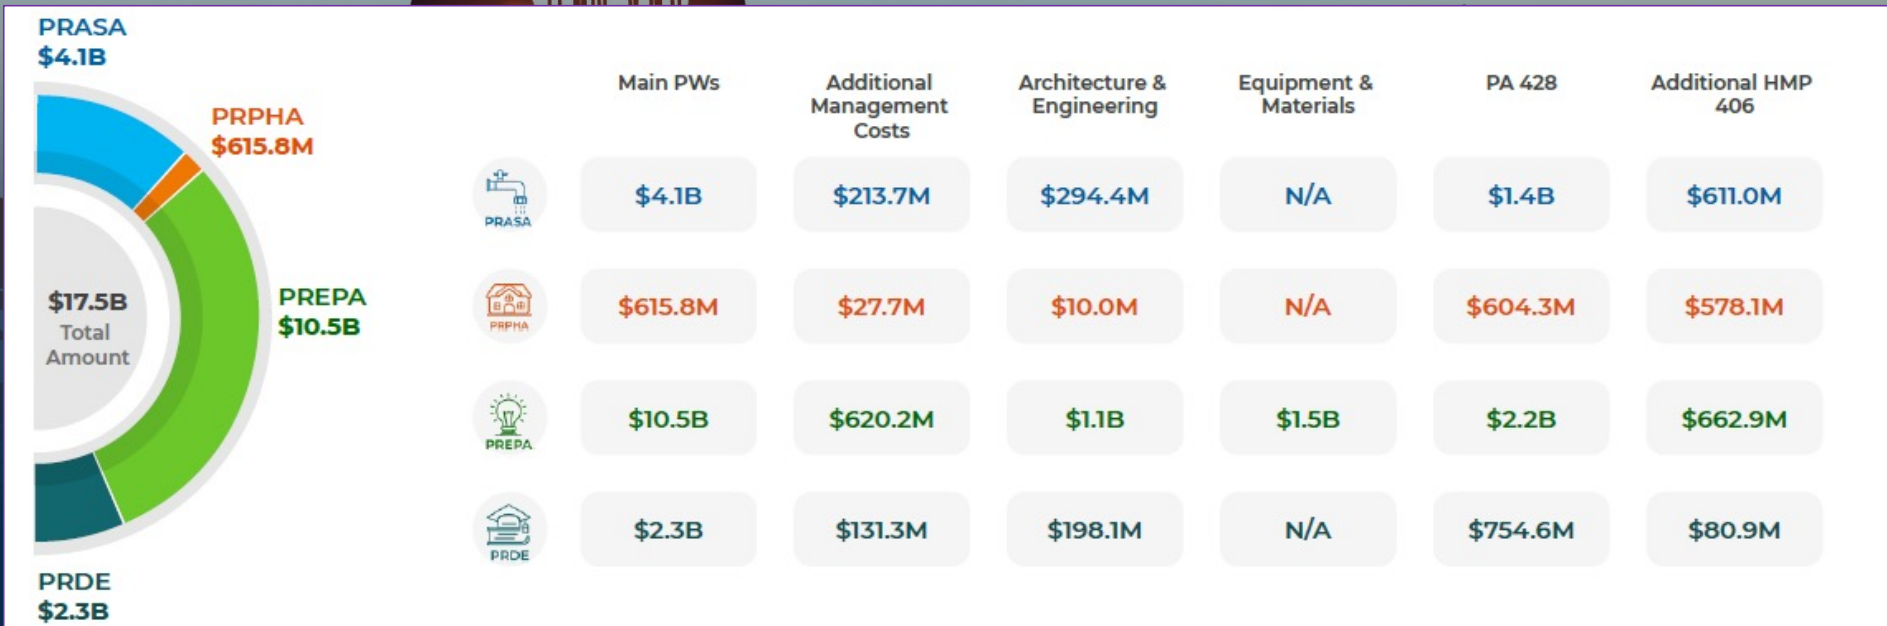 PRASA
$4.1B
PRPHA
$615.8M
PREPA
$10.5B
$17.5B
Total
Amount
PRDE
$2.3B
Main PWs
Additional
Management
Costs
Architecture &
Engineering
Equipment &
Materials
PA 428
Additional HMP
406
PRASA
$4.1B
$213.7M
$294.4M
N/A
$1.4B
$611.0M
PRPHA
$615.8M
$27.7M
$10.0M
N/A
$604.3M
$578.1M
PREPA
$10.5B
$620.2M
$1.1B
$1.5B
$2.2B
$662.9M
PRDE
$2.3B
$131.3M
$198.1M
N/A
$754.6M
$80.9M